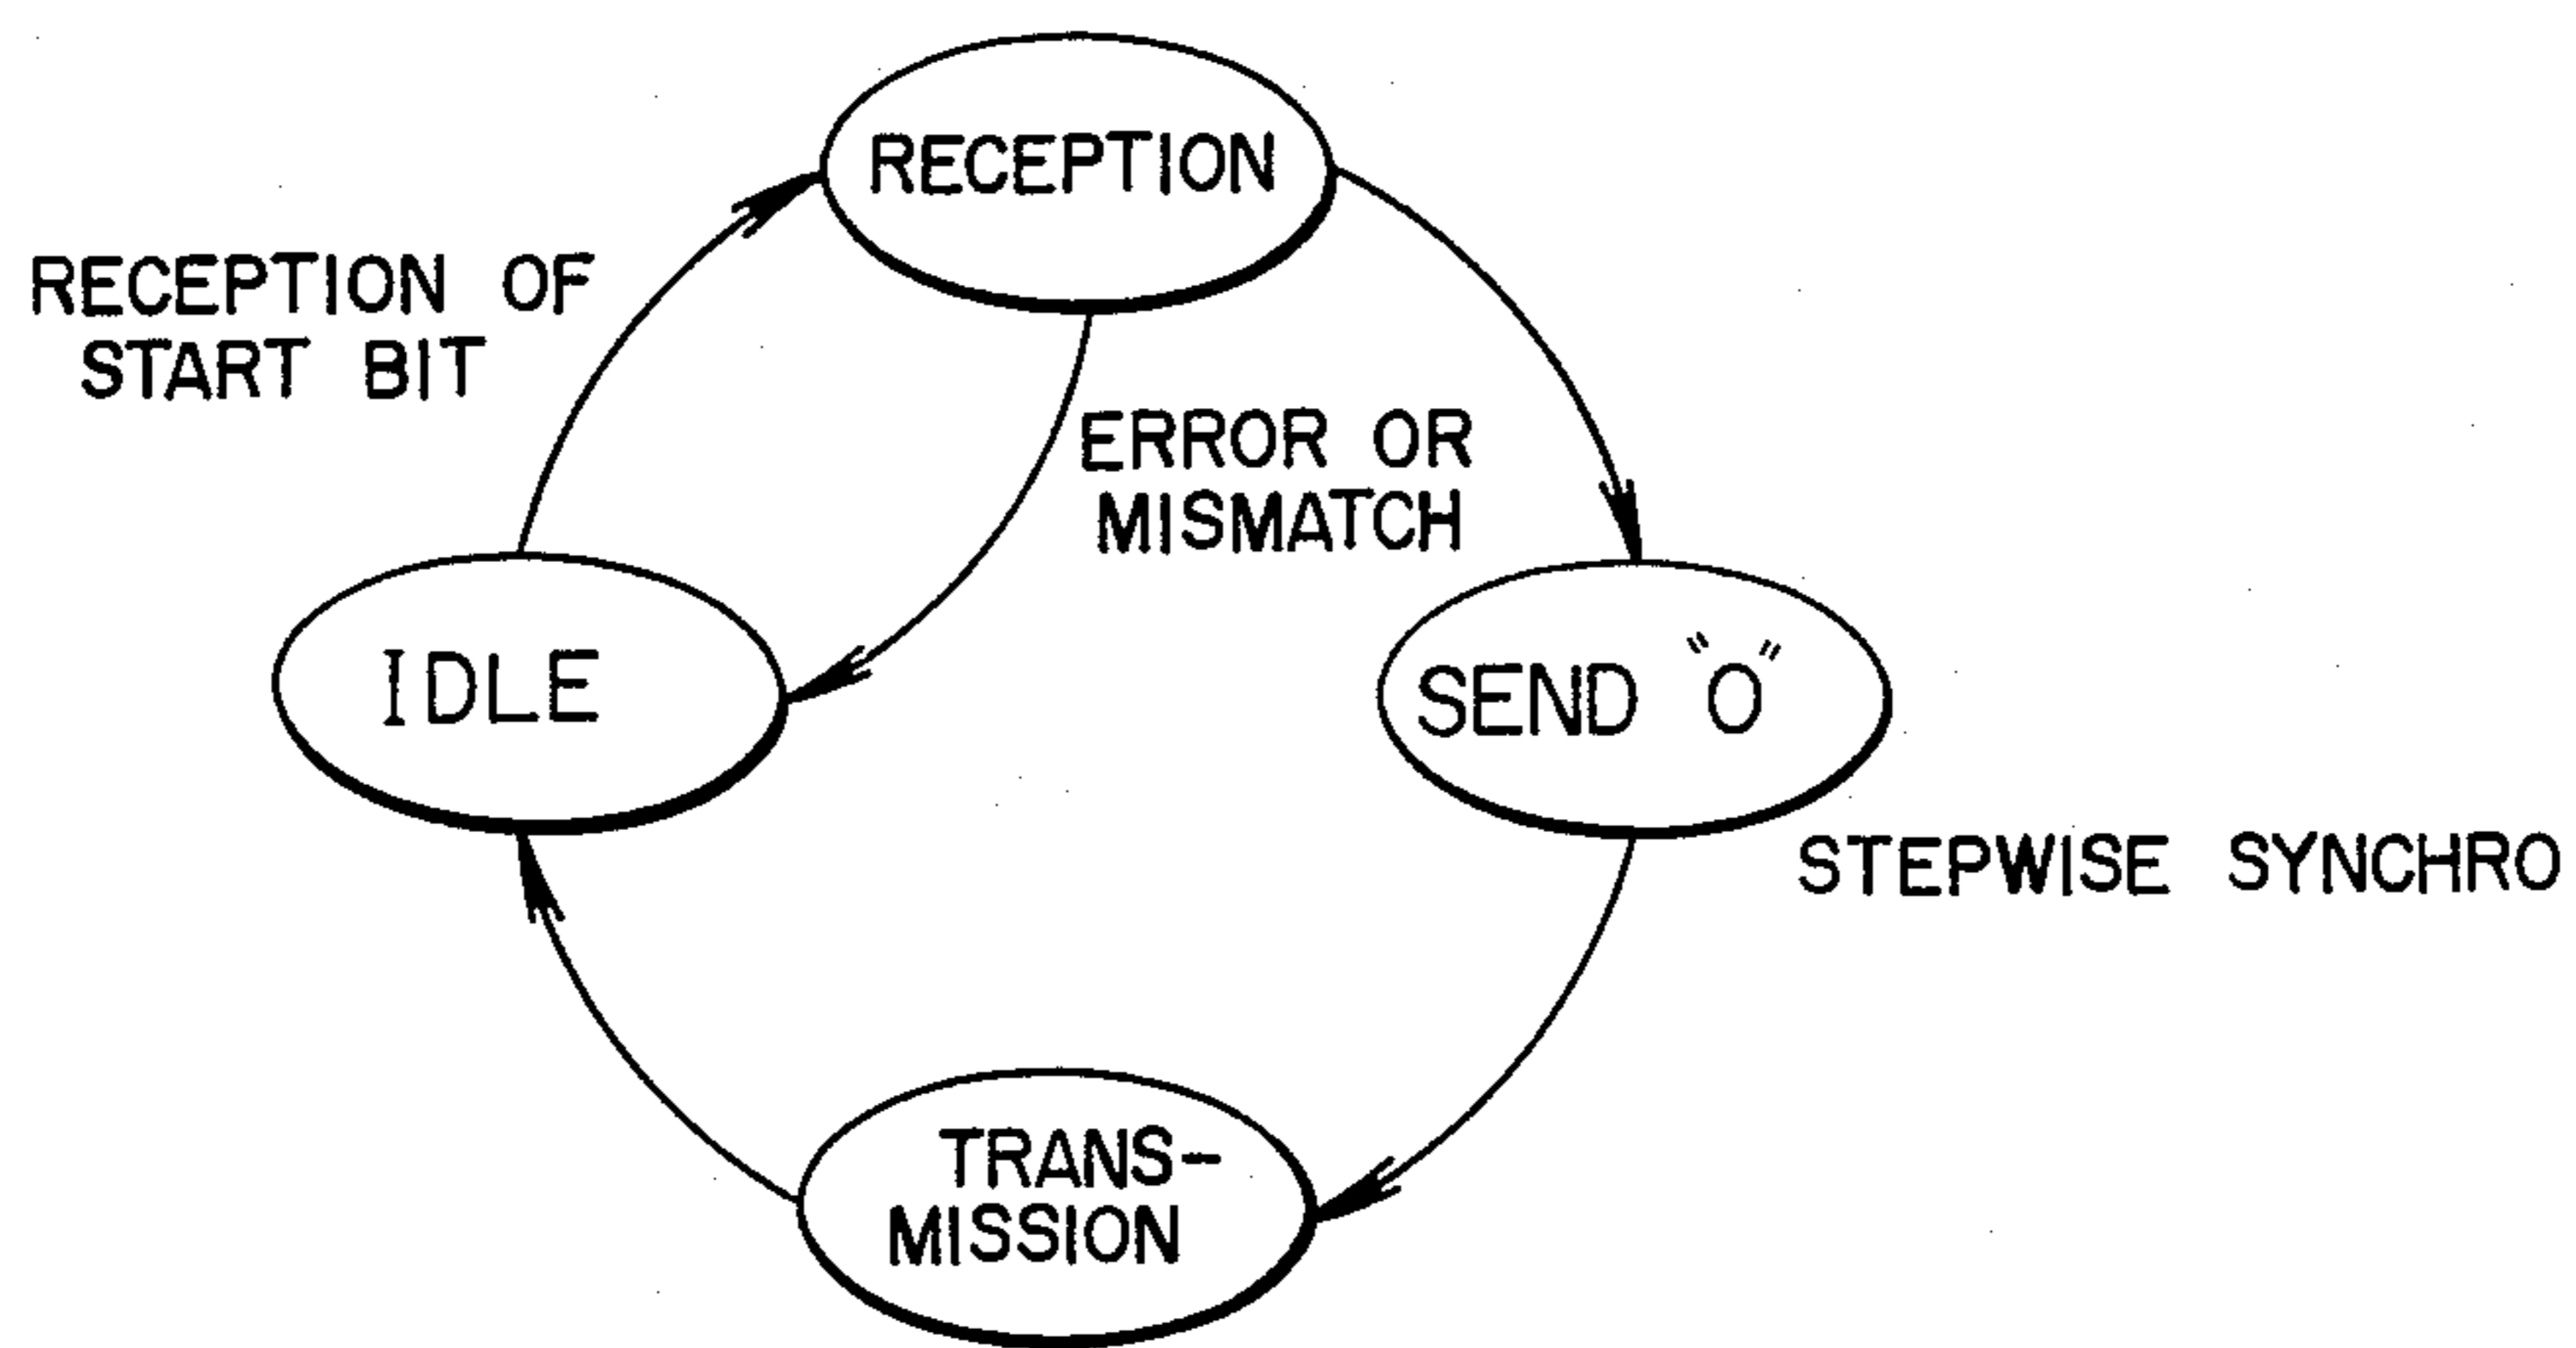 RECEPTION
RECEPTION OF
START BIT
ERROR OR
MISMATCH
IDLE
SEND "O"
STEPWISE SYNCHRO
TRANS-
MISSION